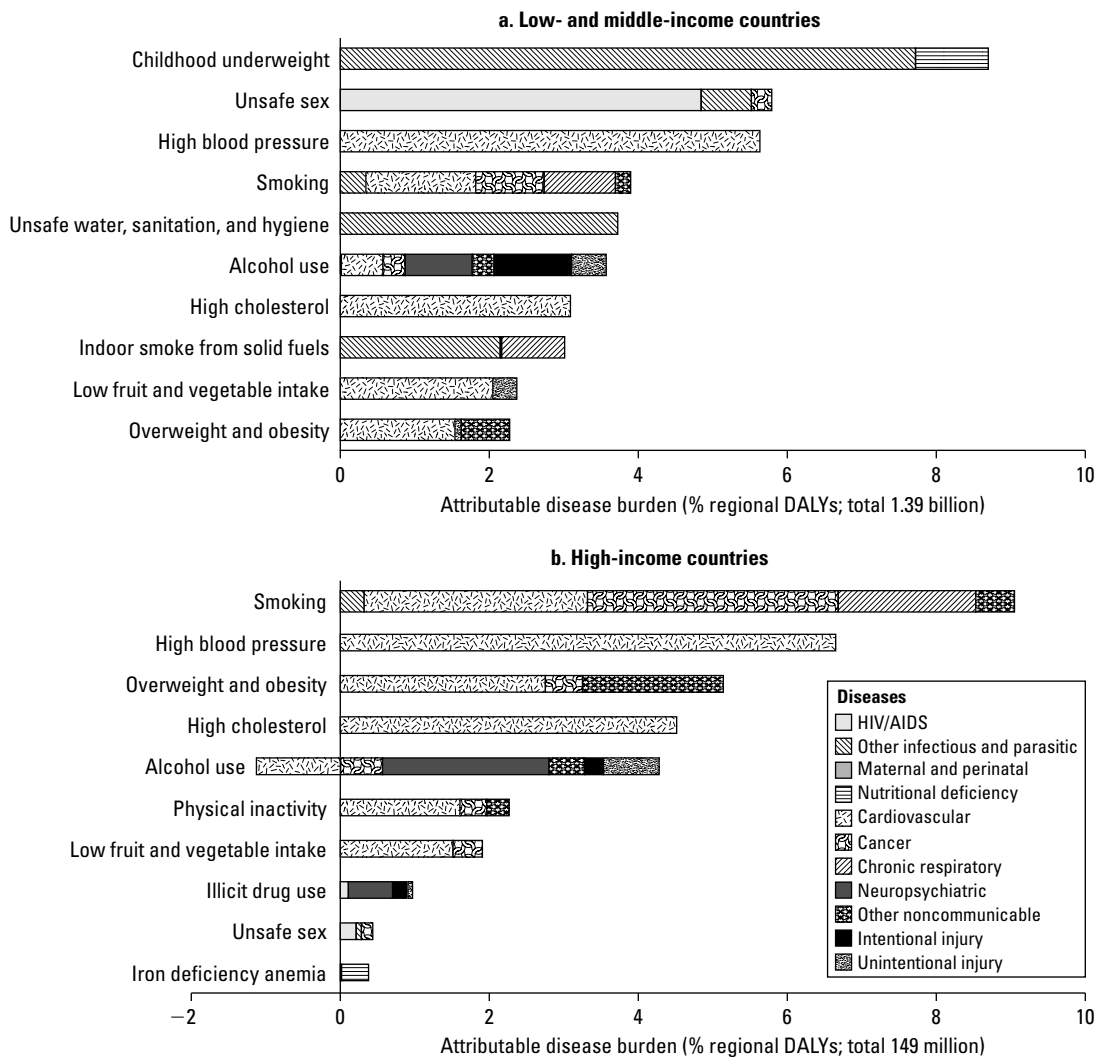 a. Low- and middle-income countries
Childhood underweight
Unsafe sex
High blood pressure
Smoking
Unsafe water, sanitation, and hygiene
Alcohol use
High cholesterol
Indoor smoke from solid fuels
Low fruit and vegetable intake
Overweight and obesity
0 2 4 6 8 10
Attributable disease burden (% regional DALYs; total 1.39 billion)
b. High-income countries
Smoking
High blood pressure
Overweight and obesity
High cholesterol
Alcohol use
Physical inactivity
Low fruit and vegetable intake
Illicit drug use
Unsafe sex
Iron deficiency anemia
Diseases
HIV/AIDS
Other infectious and parasitic
Maternal and perinatal
Nutritional deficiency
Cardiovascular
Cancer
Chronic respiratory
Neuropsychiatric
Other noncommunicable
Intentional injury
Unintentional injury
−2 0 2 4 6 8 10
Attributable disease burden (% regional DALYs; total 149 million)